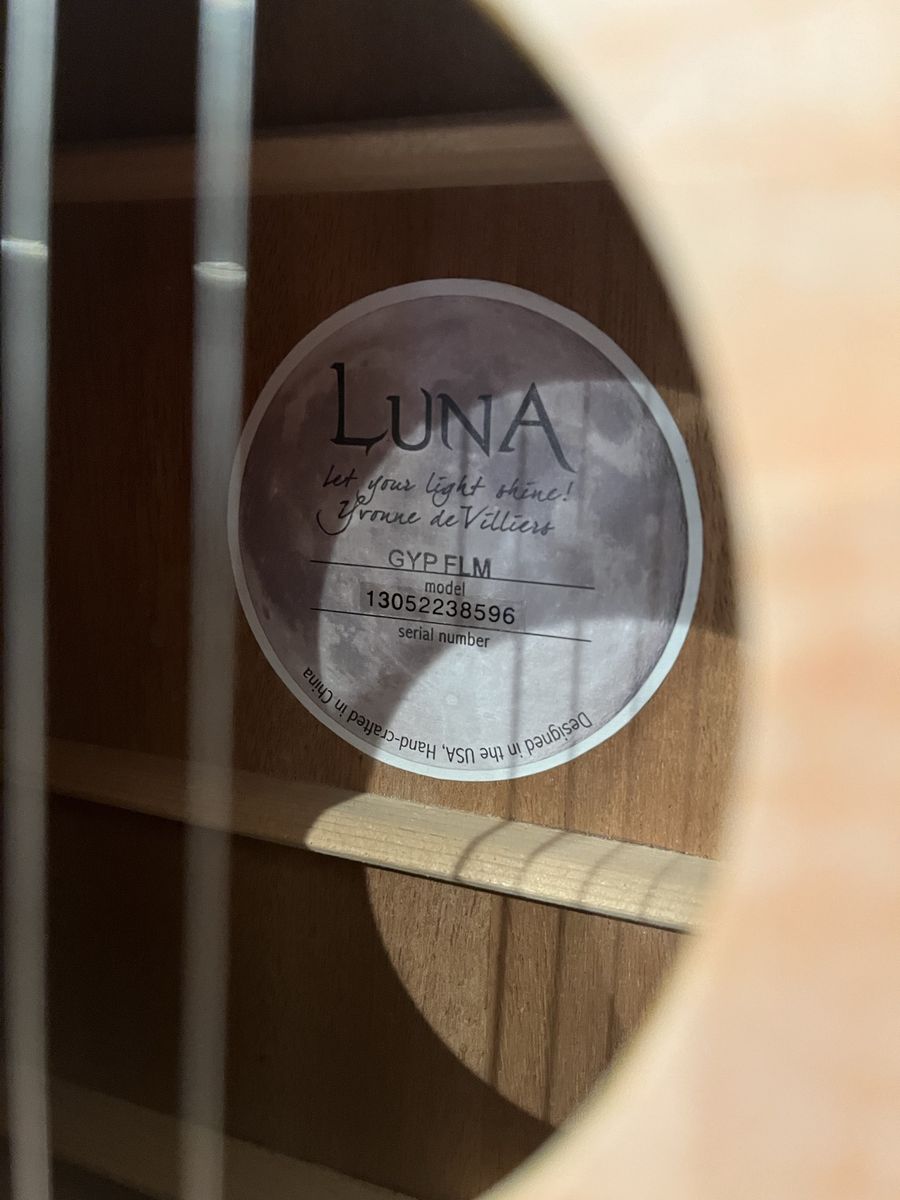 LUNA
let your light shine!
Yvonne deVilliers
GYP FLM
model
13052238596
serial number
Designed in the USA, Hand-crafted in China